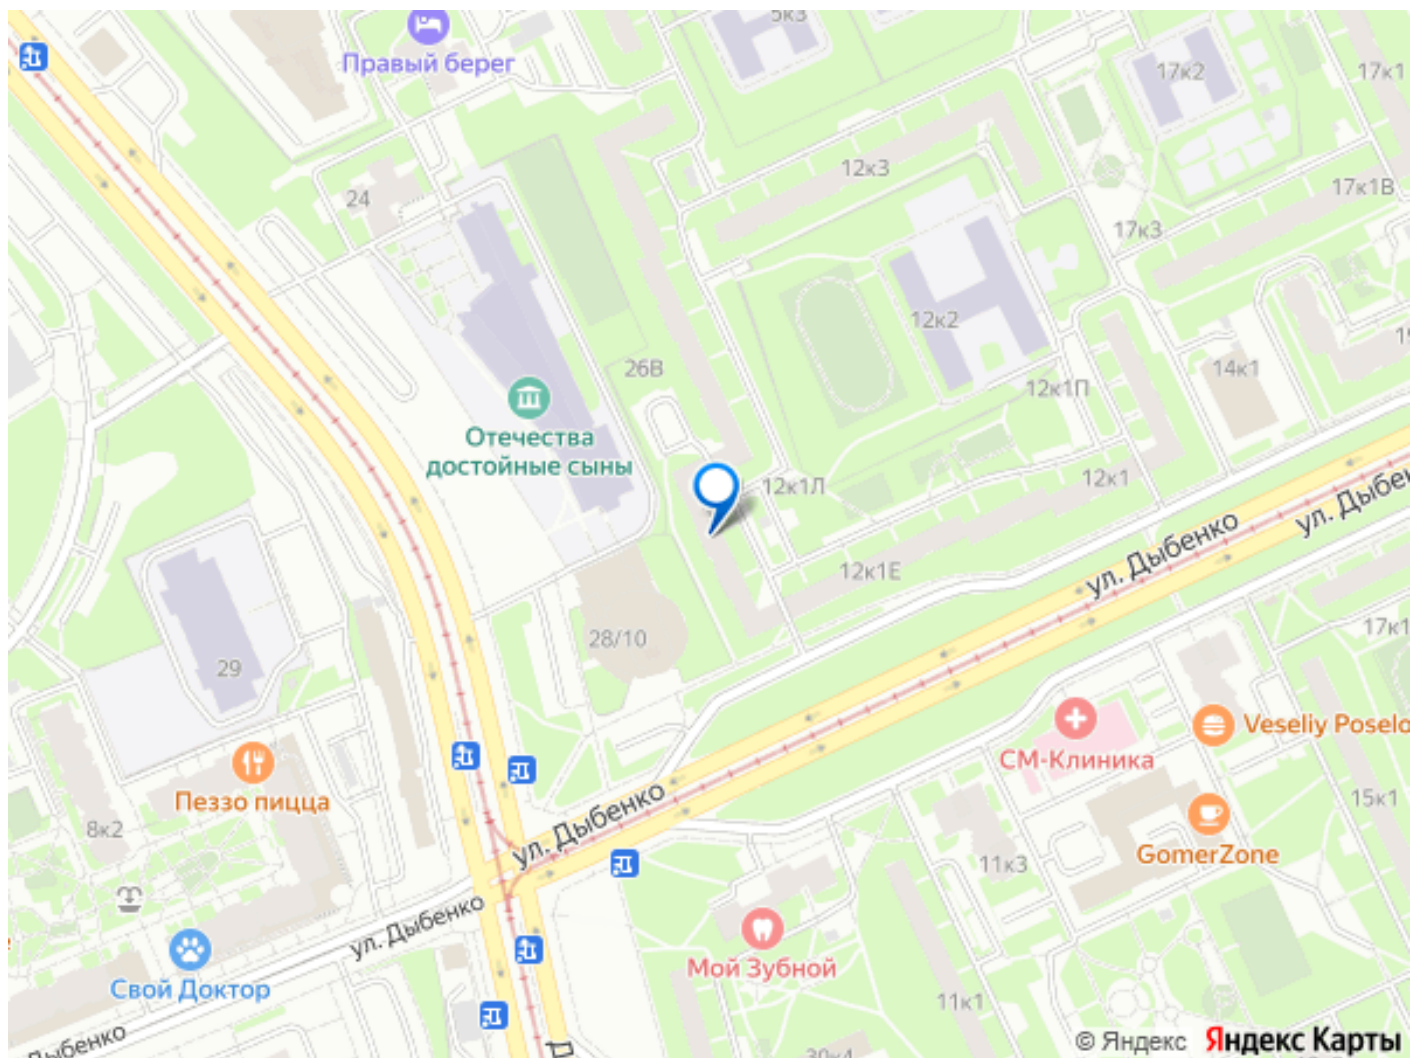 5к3
Правый берег
17к2
17к1
12к3
24
17к1В
17к3
12к2
26В
14к1
12к1П
Отечества
достойные сыны
12к1Л
12к1
ул. Дыбенко
12к1Е
ул. Дыбен
28/10
29
17к1
СМ-Клиника
Veseliy Poselo
Пеззо пицца
8к2
ул. Дыбенко
15к1
GomerZone
11к3
ул. Дыбенко
Мой Зубной
Свой Доктор
11к1
Дыбенко
30к4
© Яндекс Яндекс Карты